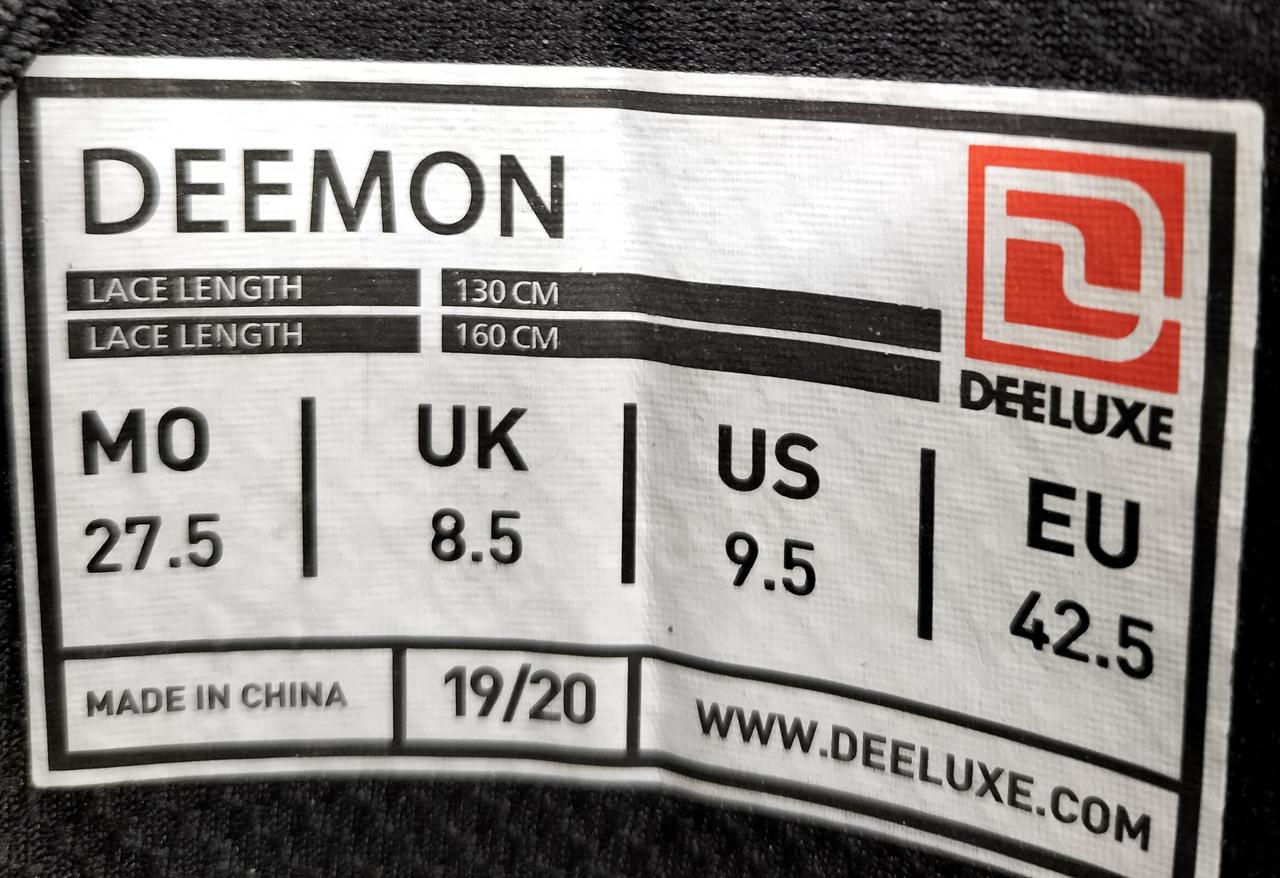 DEEMON
LACE LENGTH 130 CM
LACE LENGTH 160 CM
DEELUXE
MO UK US EU
27.5 8.5 9.5 42.5
MADE IN CHINA 19/20 WWW.DEELUXE.COM